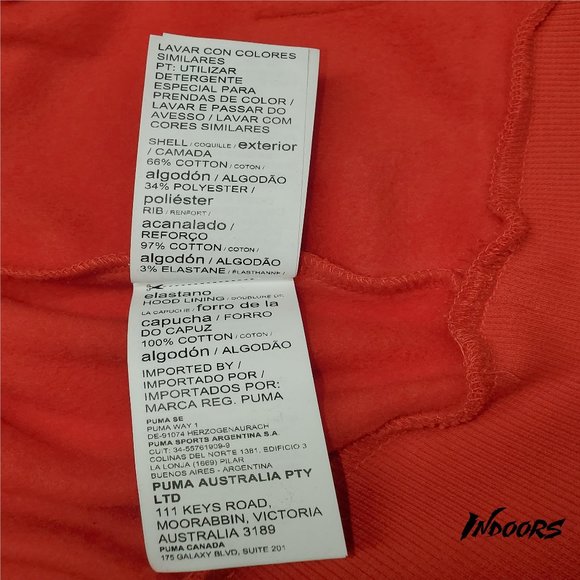 LAVAR CON COLORES
SIMILARES
PT: UTILIZAR
DETERGENTE
ESPECIAL PARA
PRENDAS DE COLOR /
LAVAR E PASSAR DO
AVESSO / LAVAR COM
CORES SIMILARES
SHELL / COQUILLE / exterior
/ CAMADA
66% COTTON / COTON /
algodón / ALGODÃO
34% POLYESTER /
poliéster
RIB / RENFORT /
acanalado /
REFORÇO
97% COTTON / COTON /
algodón / ALGODÃO
3% ELASTANE / ÉLASTHANNE /
elastano
HOOD LINING / DOUBLURE DE
LA CAPUCHE / forro de la
capucha / FORRO
DO CAPUZ
100% COTTON / COTON /
algodón / ALGODÃO
IMPORTED BY /
IMPORTADO POR /
IMPORTADOS POR:
MARCA REG. PUMA
PUMA SE
PUMA WAY 1
DE-91074 HERZOGENAURACH
PUMA SPORTS ARGENTINA S.A
CUIT: 34-55761909-9
COLINAS DEL NORTE 1381, EDIFICIO 3
LA LONJA (1669) PILAR
BUENOS AIRES - ARGENTINA
PUMA AUSTRALIA PTY
LTD
111 KEYS ROAD,
MOORABBIN, VICTORIA
AUSTRALIA 3189
PUMA CANADA
175 GALAXY BLVD, SUITE 201
INDOORS